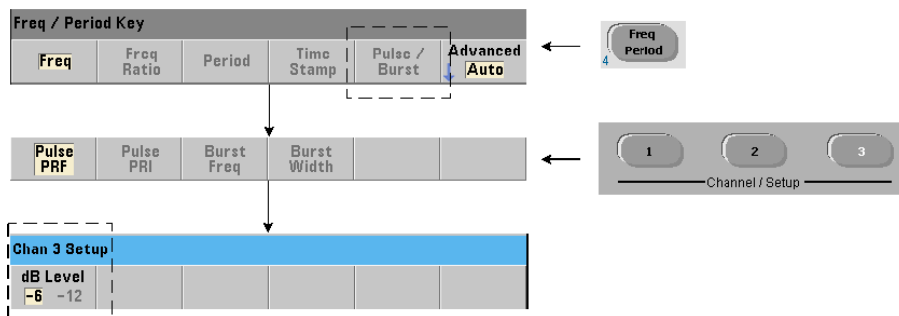 Freq / Period Key
Freq
Freq
Ratio
Period
Time
Stamp
Pulse /
Burst
Advanced
Auto
Freq
Period
4
Pulse
PRF
Pulse
PRI
Burst
Freq
Burst
Width
1
2
3
Channel / Setup
Chan 3 Setup
dB Level
-6 -12